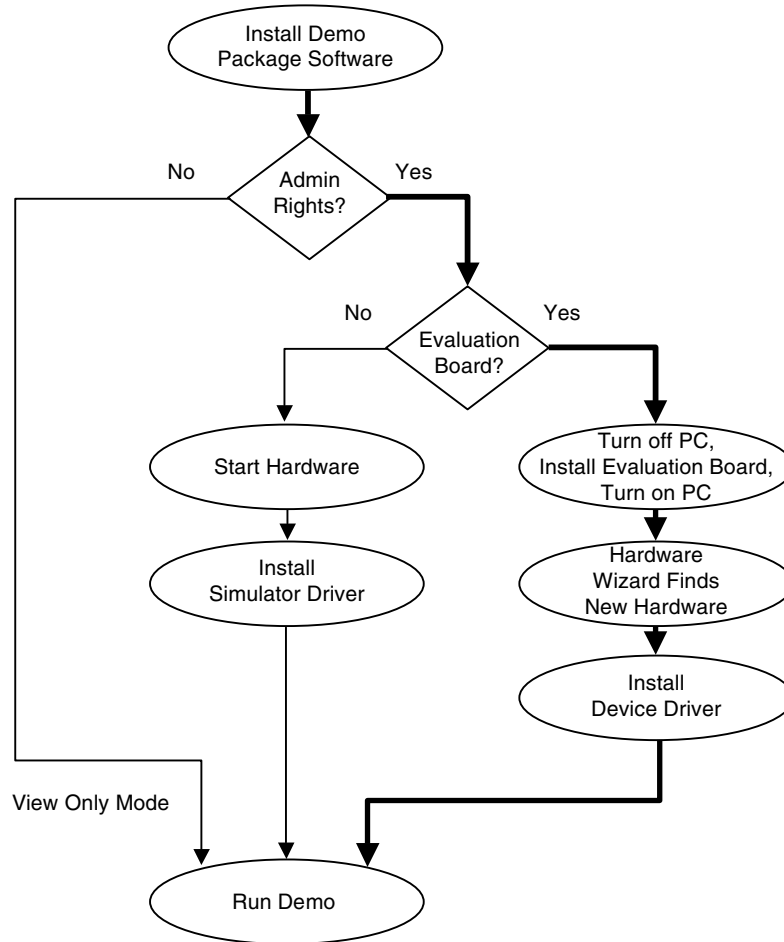 Install Demo
Package Software
No
Yes
Admin
Rights?
No
Yes
Evaluation
Board?
Start Hardware
Turn off PC,
Install Evaluation Board,
Turn on PC
Install
Simulator Driver
Hardware
Wizard Finds
New Hardware
Install
Device Driver
View Only Mode
Run Demo